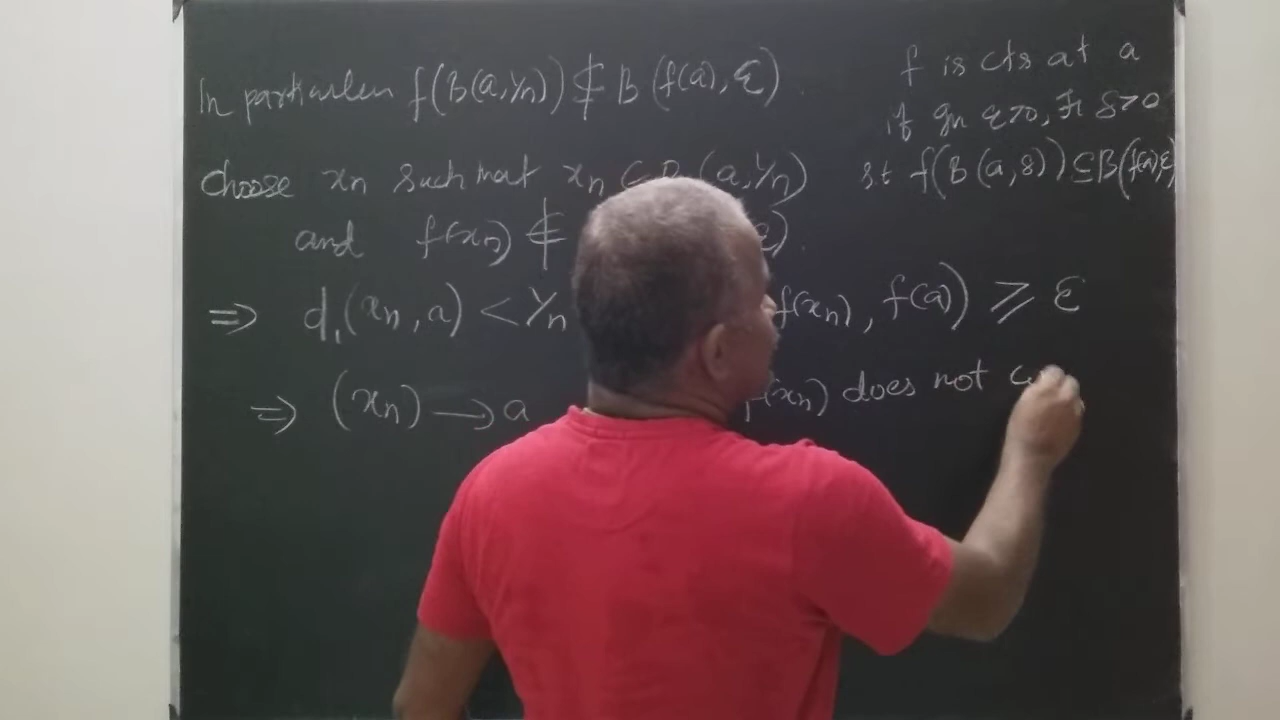 In particular f(B(a,1/n)) ⊄ B(f(a),ε).
f is cts at a
if gn ε>0, ∃ δ>0
s.t f(B(a,δ)) ⊆ B(f(a),ε)
choose xn such that xn (a,1/n)
and f(xn) ∉
⇒ d1(xn,a) < 1/n f(xn), f(a)) ⩾ ε
⇒ (xn) → a f(xn) does not